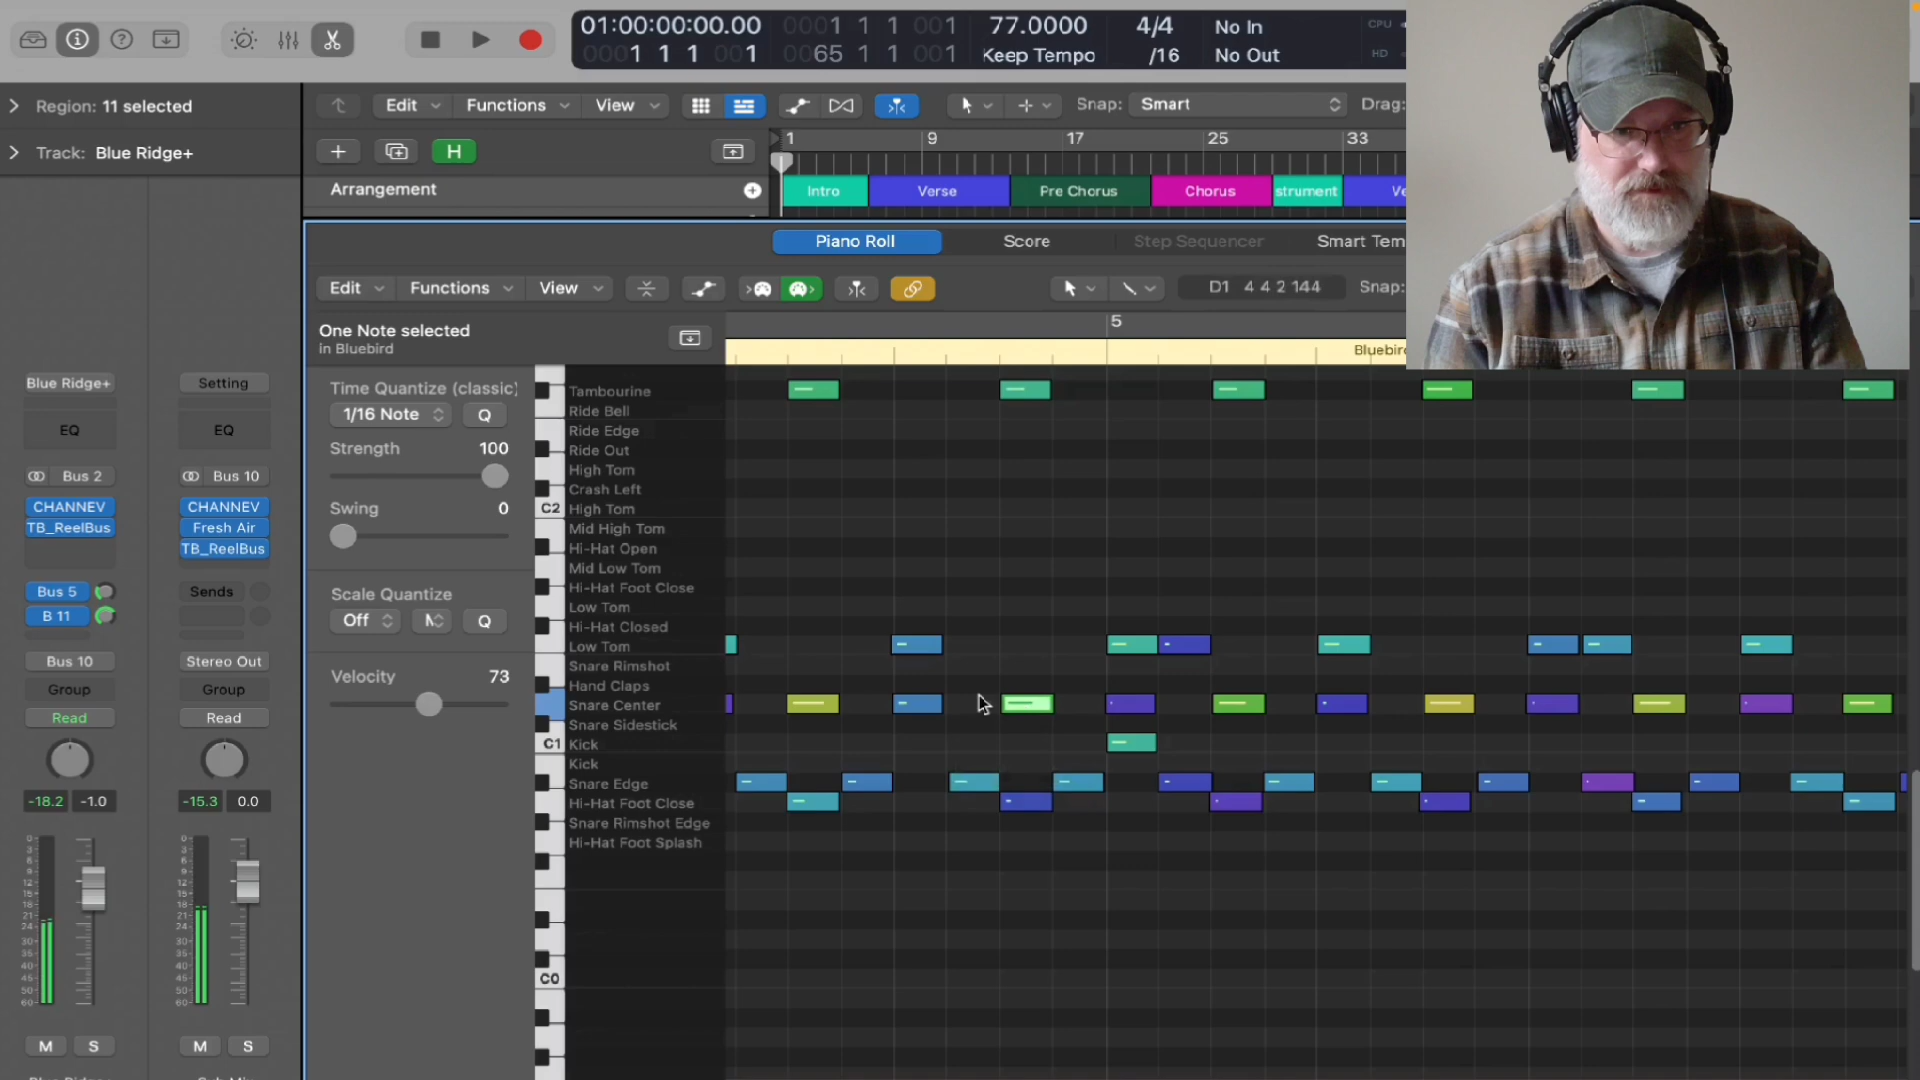 01:00:00:00.00
0001 1 1 001
77.0000
4/4
No In
CPU
0001 1 1 001
0065 1 1 001
Keep Tempo
/16
No Out
HD
Region: 11 selected
Edit
Functions
View
Snap: Smart
Drag:
Track: Blue Ridge+
H
1
9
17
25
33
Arrangement
Intro
Verse
Pre Chorus
Chorus
strument
Ve
Piano Roll
Score
Step Sequencer
Smart Tem
Edit
Functions
View
D1 4 4 2 144
Snap:
One Note selected
in Bluebird
5
Bluebird
Time Quantize (classic)
1/16 Note
Q
Strength 100
Swing 0
Scale Quantize
Off
Q
Velocity 73
Blue Ridge+
Setting
EQ
EQ
Bus 2
Bus 10
CHANNEV
CHANNEV
TB_ReelBus
Fresh Air
TB_ReelBus
Bus 5
Sends
B 11
Bus 10
Stereo Out
Group
Group
Read
Read
-18.2
-1.0
-15.3
0.0
M
S
M
S
C2
C1
C0
Tambourine
Ride Bell
Ride Edge
Ride Out
High Tom
Crash Left
High Tom
Mid High Tom
Hi-Hat Open
Mid Low Tom
Hi-Hat Foot Close
Low Tom
Hi-Hat Closed
Low Tom
Snare Rimshot
Hand Claps
Snare Center
Snare Sidestick
Kick
Kick
Snare Edge
Hi-Hat Foot Close
Snare Rimshot Edge
Hi-Hat Foot Splash